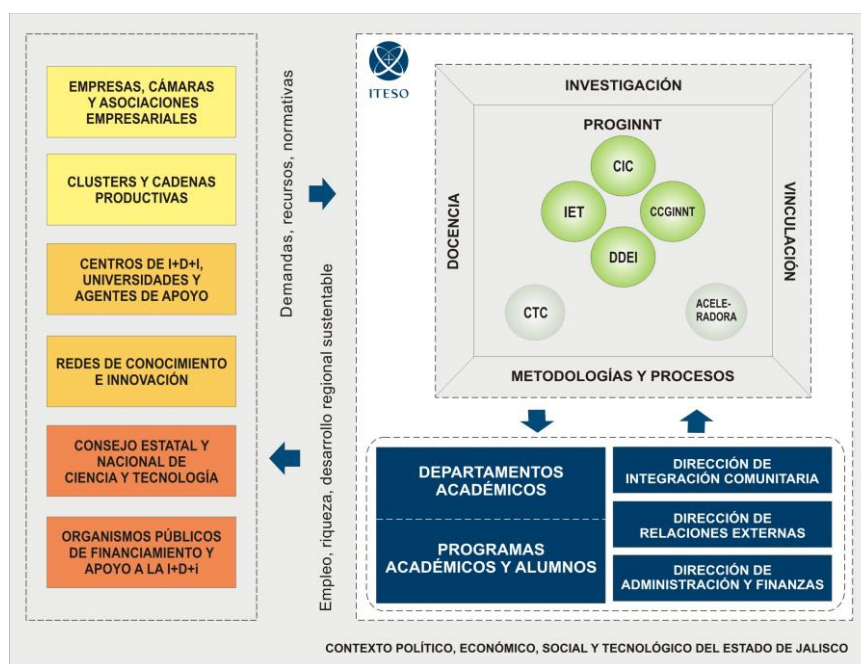 EMPRESAS, CÁMARAS
Y ASOCIACIONES
EMPRESARIALES
CLUSTERS Y CADENAS
PRODUCTIVAS
CENTROS DE I+D+I,
UNIVERSIDADES Y
AGENTES DE APOYO
REDES DE CONOCIMIENTO
E INNOVACIÓN
CONSEJO ESTATAL Y
NACIONAL DE
CIENCIA Y TECNOLOGÍA
ORGANISMOS PÚBLICOS
DE FINANCIAMIENTO Y
APOYO A LA I+D+i
Demandas, recursos, normativas
Empleo, riqueza, desarrollo regional sustentable
ITESO
INVESTIGACIÓN
PROGINNT
DOCENCIA
VINCULACIÓN
CIC
IET
CCGINNT
DDEI
CTC
ACELE-
RADORA
METODOLOGÍAS Y PROCESOS
DEPARTAMENTOS
ACADÉMICOS
PROGRAMAS
ACADÉMICOS Y ALUMNOS
DIRECCIÓN DE
INTEGRACIÓN COMUNITARIA
DIRECCIÓN DE
RELACIONES EXTERNAS
DIRECCIÓN DE
ADMINISTRACIÓN Y FINANZAS
CONTEXTO POLÍTICO, ECONÓMICO, SOCIAL Y TECNOLÓGICO DEL ESTADO DE JALISCO